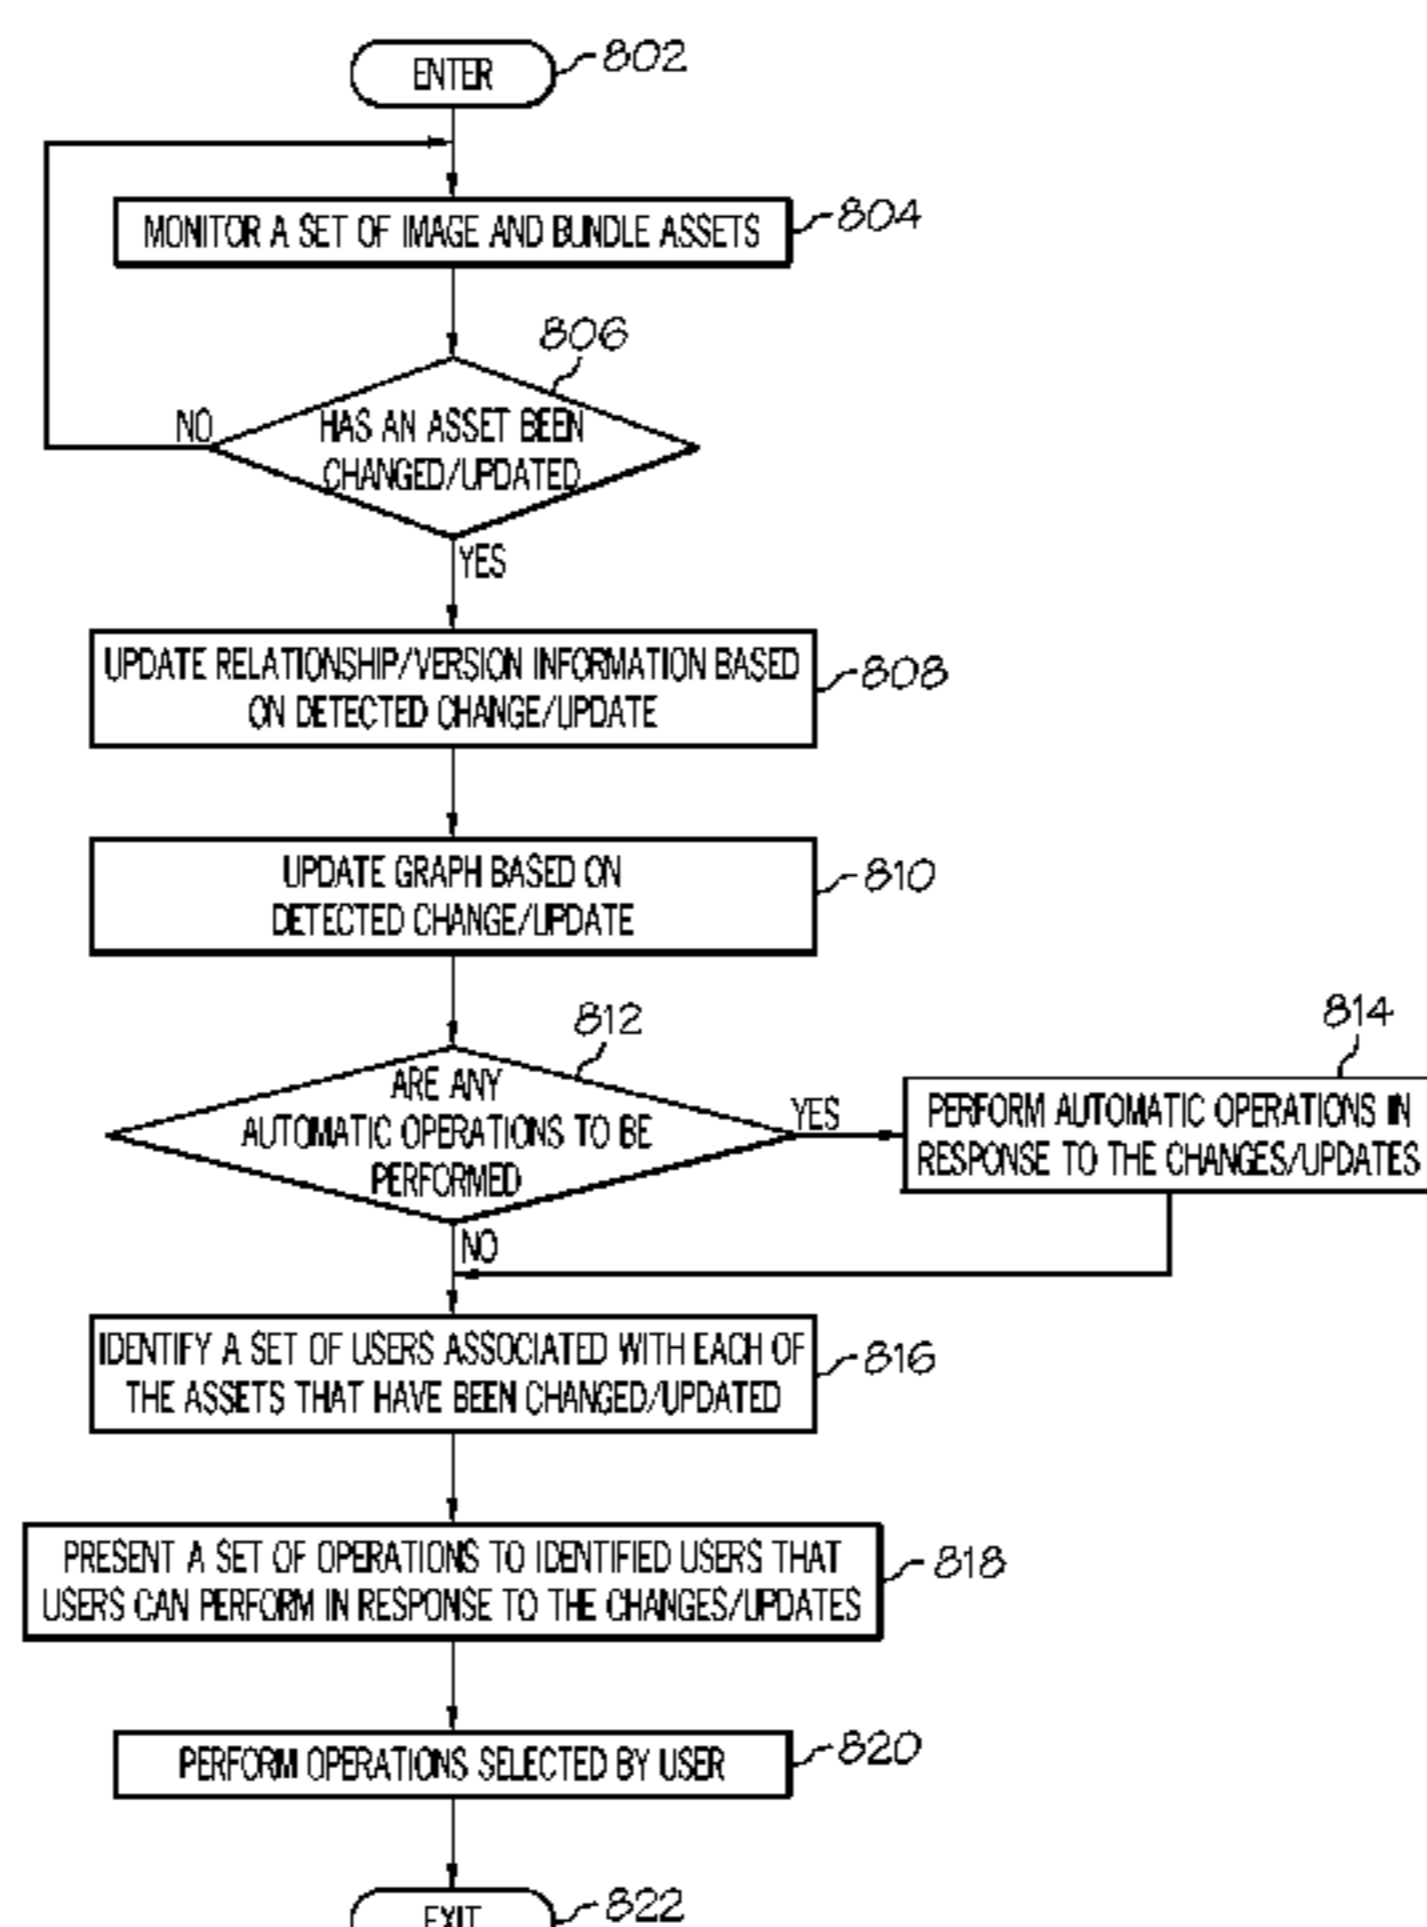 ENTER
802
MONITOR A SET OF IMAGE AND BUNDLE ASSETS
804
806
HAS AN ASSET BEEN
CHANGED/UPDATED
NO
YES
UPDATE RELATIONSHIP/VERSION INFORMATION BASED
ON DETECTED CHANGE/UPDATE
808
UPDATE GRAPH BASED ON
DETECTED CHANGE/UPDATE
810
812
ARE ANY
AUTOMATIC OPERATIONS TO BE
PERFORMED
YES
NO
814
PERFORM AUTOMATIC OPERATIONS IN
RESPONSE TO THE CHANGES/UPDATES
IDENTIFY A SET OF USERS ASSOCIATED WITH EACH OF
THE ASSETS THAT HAVE BEEN CHANGED/UPDATED
816
PRESENT A SET OF OPERATIONS TO IDENTIFIED USERS THAT
USERS CAN PERFORM IN RESPONSE TO THE CHANGES/UPDATES
818
PERFORM OPERATIONS SELECTED BY USER
820
EXIT
822